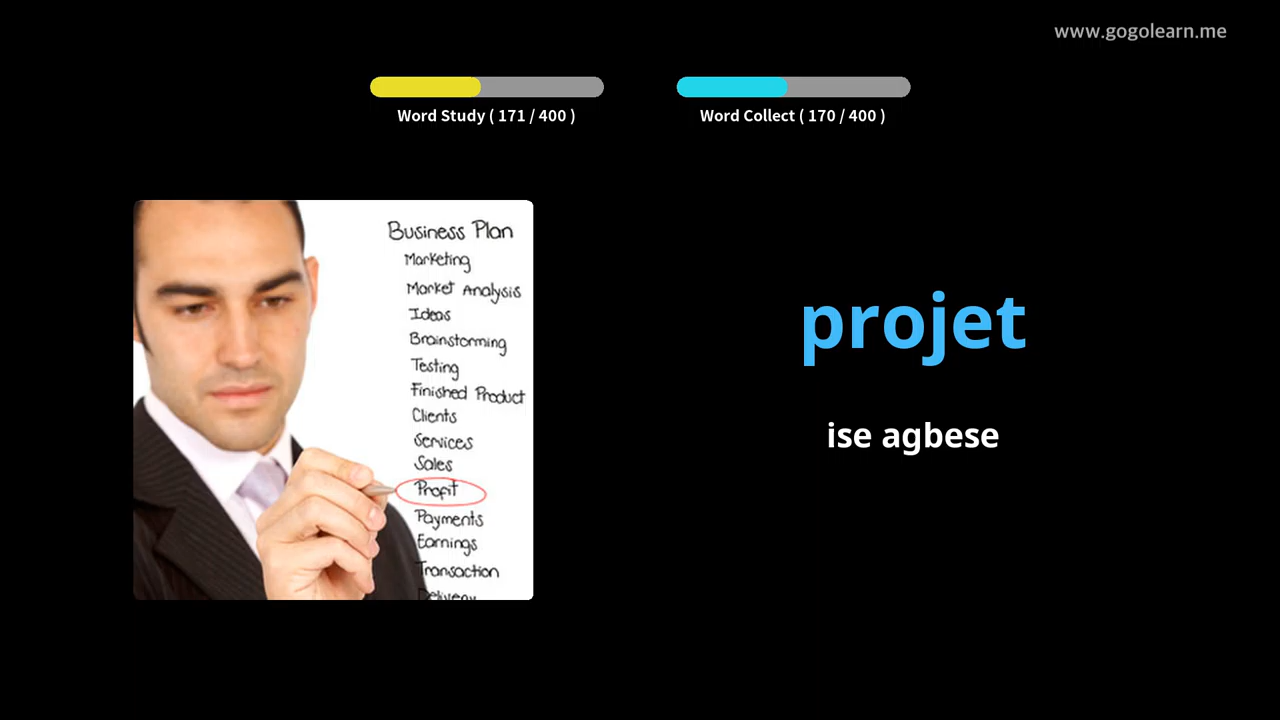 www.gogolearn.me
Word Study ( 171 / 400 )
Word Collect ( 170 / 400 )
Business Plan
Marketing
Market Analysis
Ideas
Brainstorming
Testing
Finished Product
Clients
Services
Sales
Profit
Payments
Earnings
Transaction
Delivery
projet
ise agbese